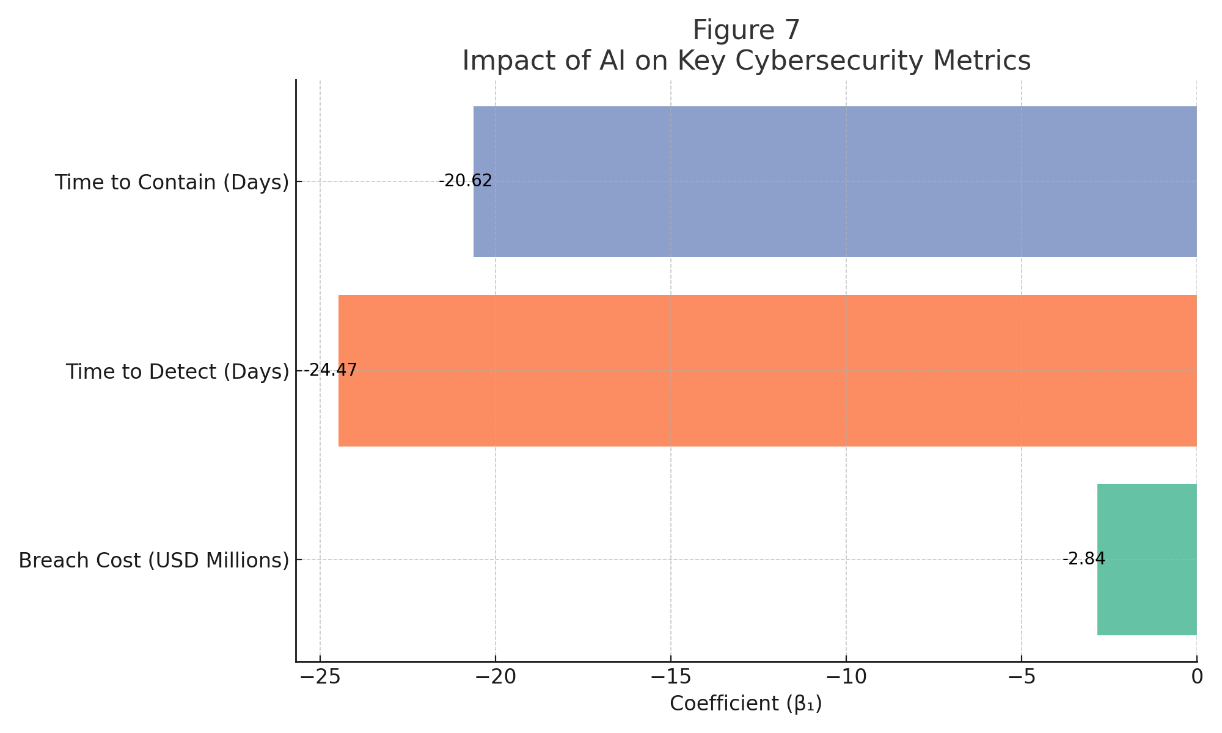 Figure 7
Impact of AI on Key Cybersecurity Metrics
Time to Contain (Days)
-20.62
Time to Detect (Days)
-24.47
Breach Cost (USD Millions)
-2.84
−25
−20
−15
−10
−5
0
Coefficient (β₁)